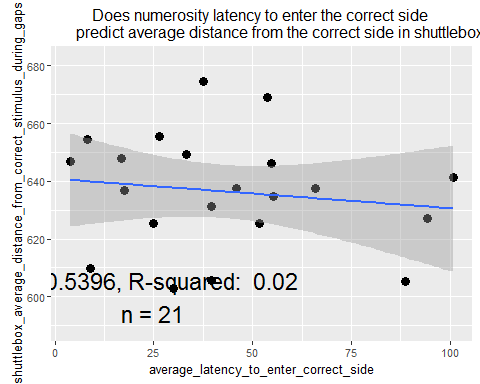 Does numerosity latency to enter the correct side
predict average distance from the correct side in shuttlebox
shuttlebox_average_distance_from_correct_stimulus_during_gaps
680
660
640
620
600
0.5396, R-squared: 0.02
n = 21
0
25
50
75
100
average_latency_to_enter_correct_side